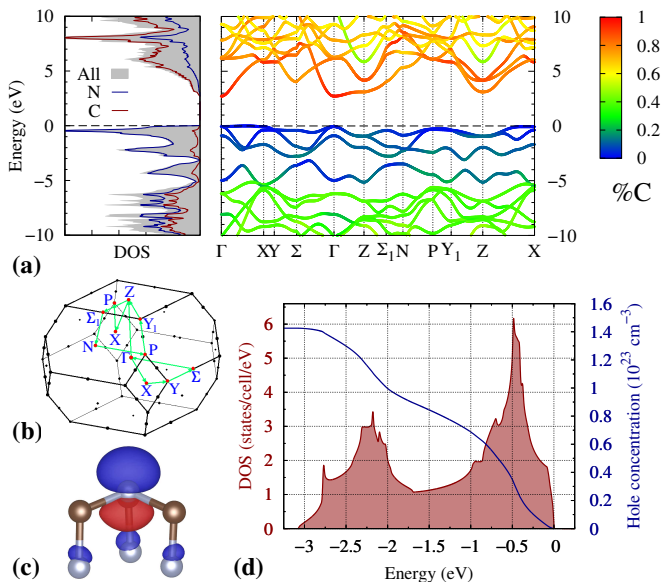 10
5
0
−5
−10
Energy (eV)
All
N
C
DOS
(a)
Γ X Y Σ Γ Z Σ1 N P Y1 Z X
10
5
0
−5
−10
1
0.8
0.6
0.4
0.2
0
%C
(b)
P Z
Σ1 Y1
X
N Γ P
Σ
X Y
(c)
(d)
DOS (states/cell/eV)
6
5
4
3
2
1
0
−3 −2.5 −2 −1.5 −1 −0.5 0
Energy (eV)
1.6
1.4
1.2
1.0
0.8
0.6
0.4
0.2
0
Hole concentration (10²³ cm⁻³)